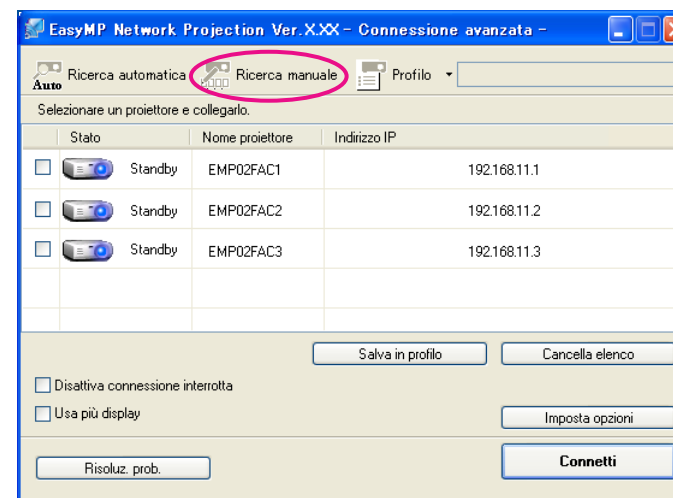 EasyMP Network Projection Ver.X.XX - Connessione avanzata -
Auto Ricerca automatica Ricerca manuale Profilo
Selezionare un proiettore e collegarlo.
Stato Nome proiettore Indirizzo IP
Standby EMP02FAC1 192.168.11.1
Standby EMP02FAC2 192.168.11.2
Standby EMP02FAC3 192.168.11.3
Salva in profilo Cancella elenco
Disattiva connessione interrotta
Usa più display
Imposta opzioni
Risoluz. prob. Connetti